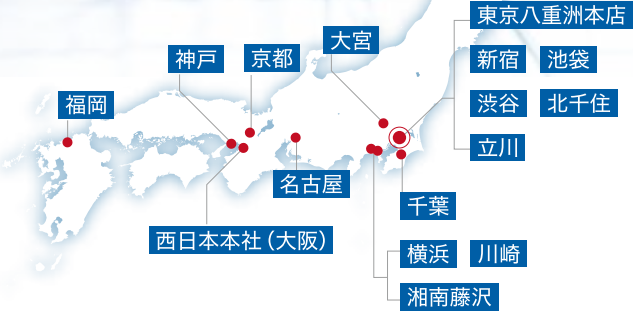 東京八重洲本店
大宮
新宿
池袋
神戸
京都
福岡
渋谷
北千住
立川
名古屋
千葉
西日本本社(大阪)
横浜
川崎
湘南藤沢